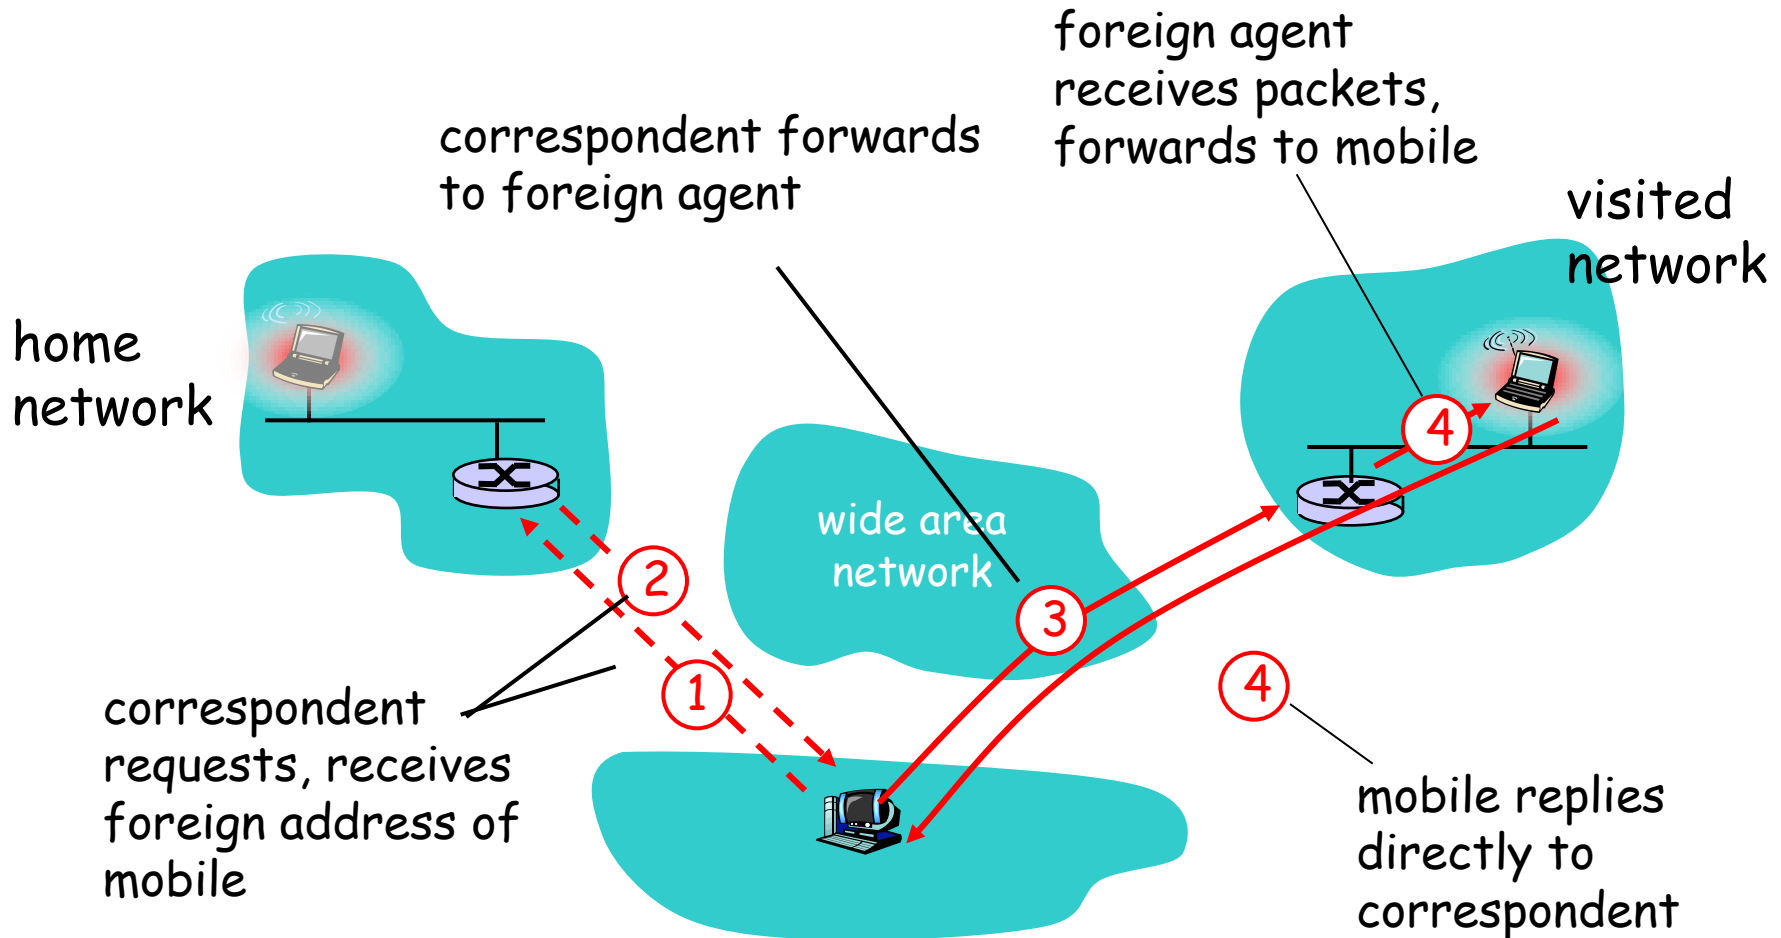 foreign agent
receives packets,
forwards to mobile
correspondent forwards
to foreign agent
visited
network
home
network
wide area
network
4
2
3
1
4
correspondent
requests, receives
foreign address of
mobile
mobile replies
directly to
correspondent